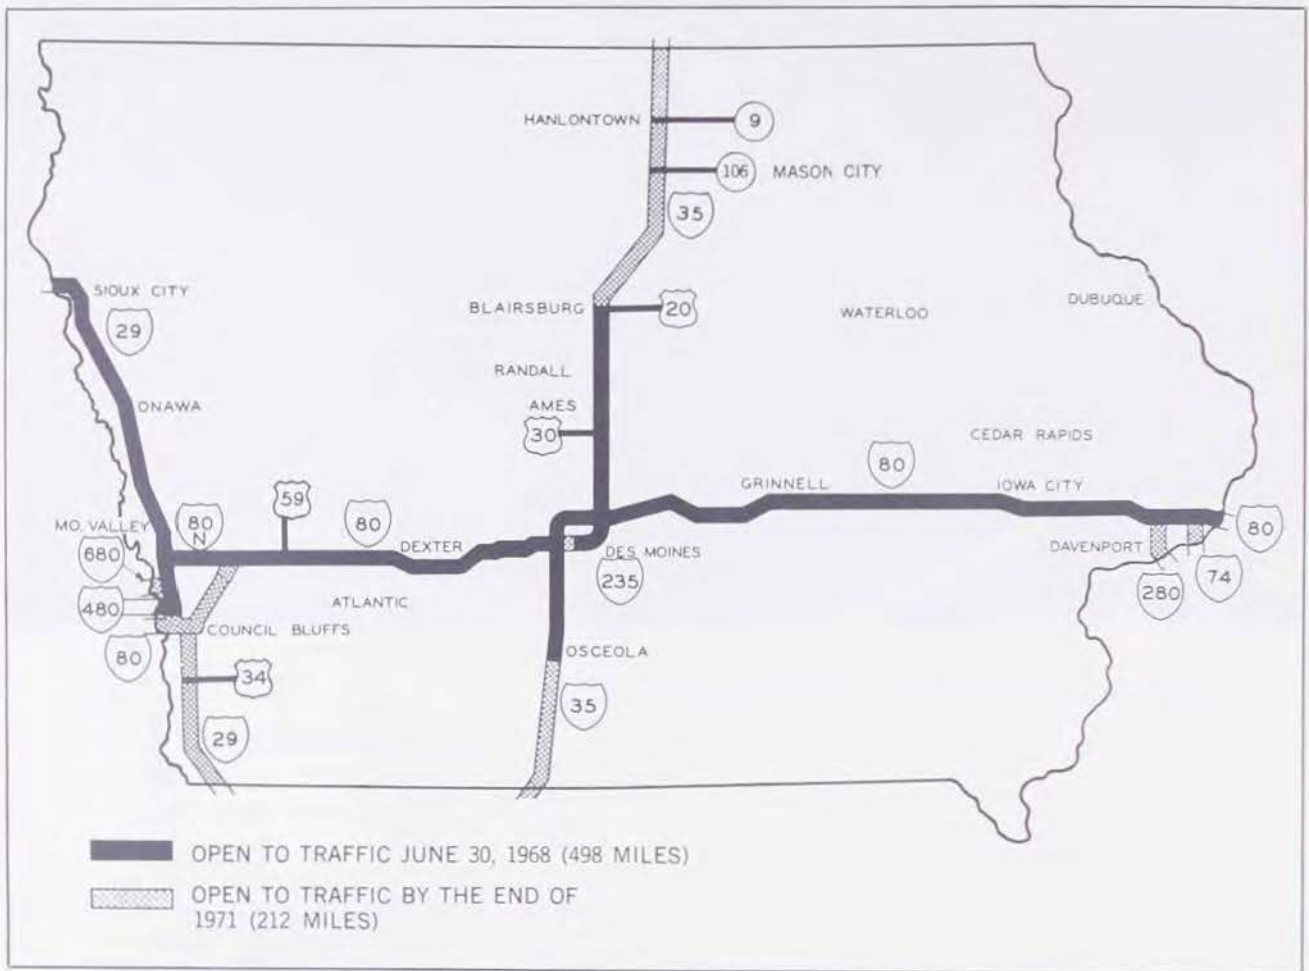 HANLONTOWN
9
106
MASON CITY
35
SIOUX CITY
29
BLAIRSBURG
20
WATERLOO
DUBUQUE
RANDALL
ONAWA
AMES
30
CEDAR RAPIDS
80
GRINNELL
IOWA CITY
59
MO. VALLEY
80
N
80
DEXTER
680
DES MOINES
DAVENPORT
80
235
280
74
480
ATLANTIC
COUNCIL BLUFFS
80
OSCEOLA
34
35
29
OPEN TO TRAFFIC JUNE 30, 1968 (498 MILES)
OPEN TO TRAFFIC BY THE END OF
1971 (212 MILES)